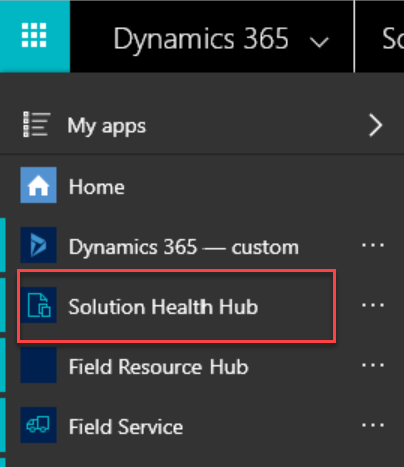 Dynamics 365
My apps
Home
Dynamics 365 — custom
Solution Health Hub
Field Resource Hub
Field Service